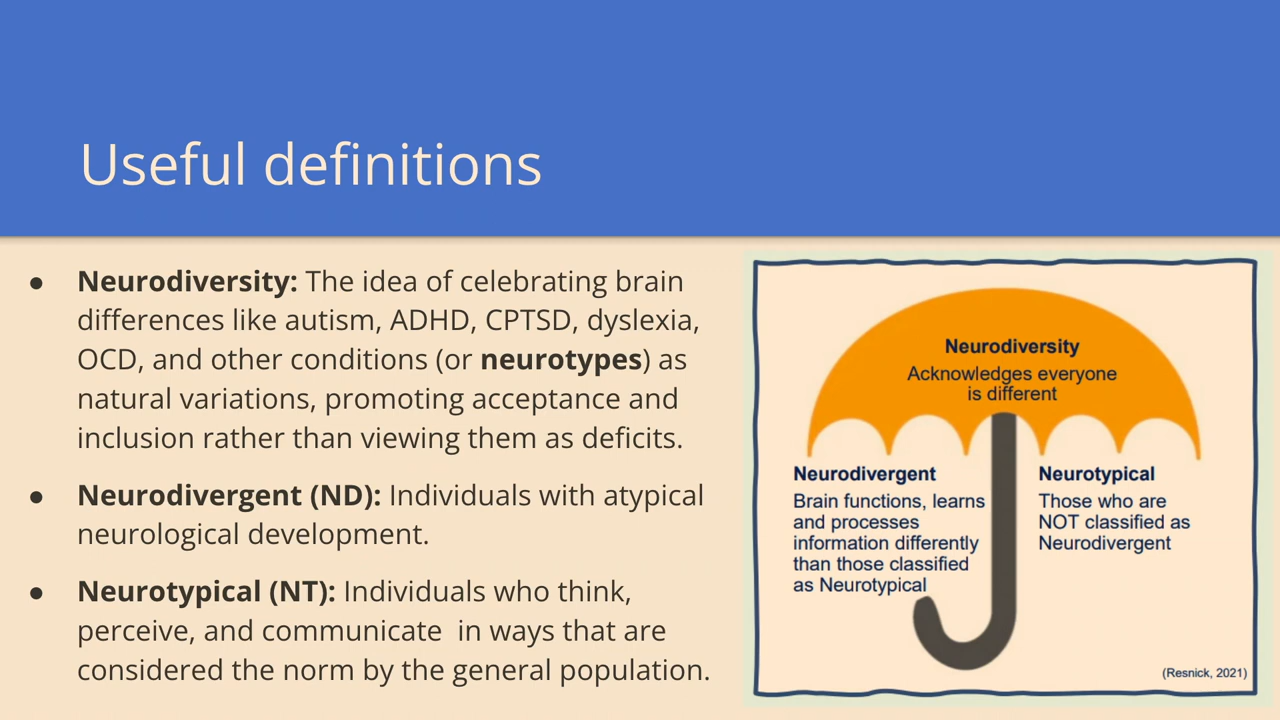 Useful definitions
● Neurodiversity: The idea of celebrating brain
differences like autism, ADHD, CPTSD, dyslexia,
OCD, and other conditions (or neurotypes) as
natural variations, promoting acceptance and
inclusion rather than viewing them as deficits.
● Neurodivergent (ND): Individuals with atypical
neurological development.
● Neurotypical (NT): Individuals who think,
perceive, and communicate  in ways that are
considered the norm by the general population.
Neurodiversity
Acknowledges everyone
is different
Neurodivergent
Brain functions, learns
and processes
information differently
than those classified
as Neurotypical
Neurotypical
Those who are
NOT classified as
Neurodivergent
(Resnick, 2021)